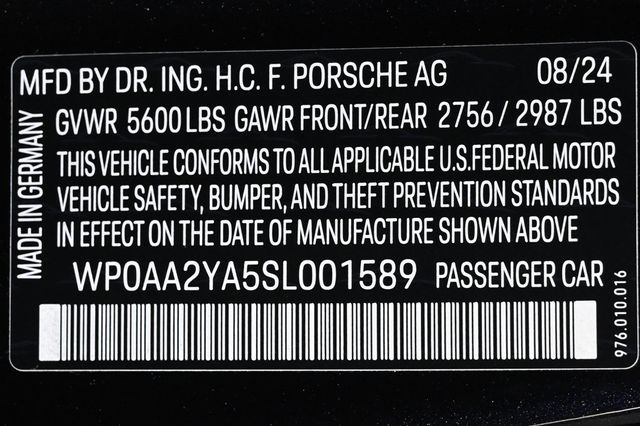 MFD BY DR. ING. H.C. F. PORSCHE AG 08/24
GVWR 5600 LBS GAWR FRONT/REAR 2756 / 2987 LBS
THIS VEHICLE CONFORMS TO ALL APPLICABLE U.S.FEDERAL MOTOR
VEHICLE SAFETY, BUMPER, AND THEFT PREVENTION STANDARDS
IN EFFECT ON THE DATE OF MANUFACTURE SHOWN ABOVE
WP0AA2YA5SL001589 PASSENGER CAR
MADE IN GERMANY
976.010.016